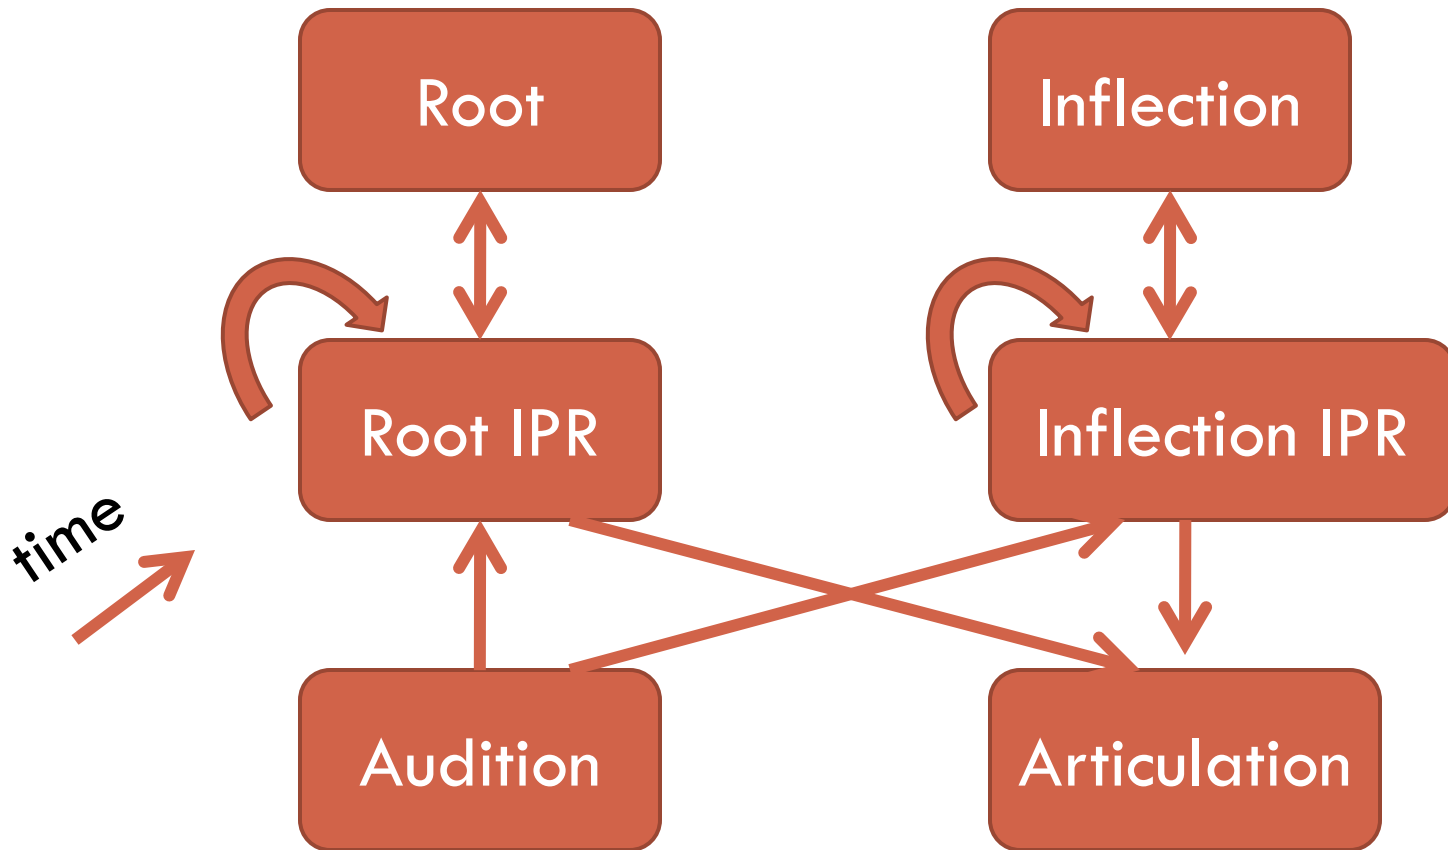 Root
Inflection
Root IPR
Inflection IPR
time
Audition
Articulation